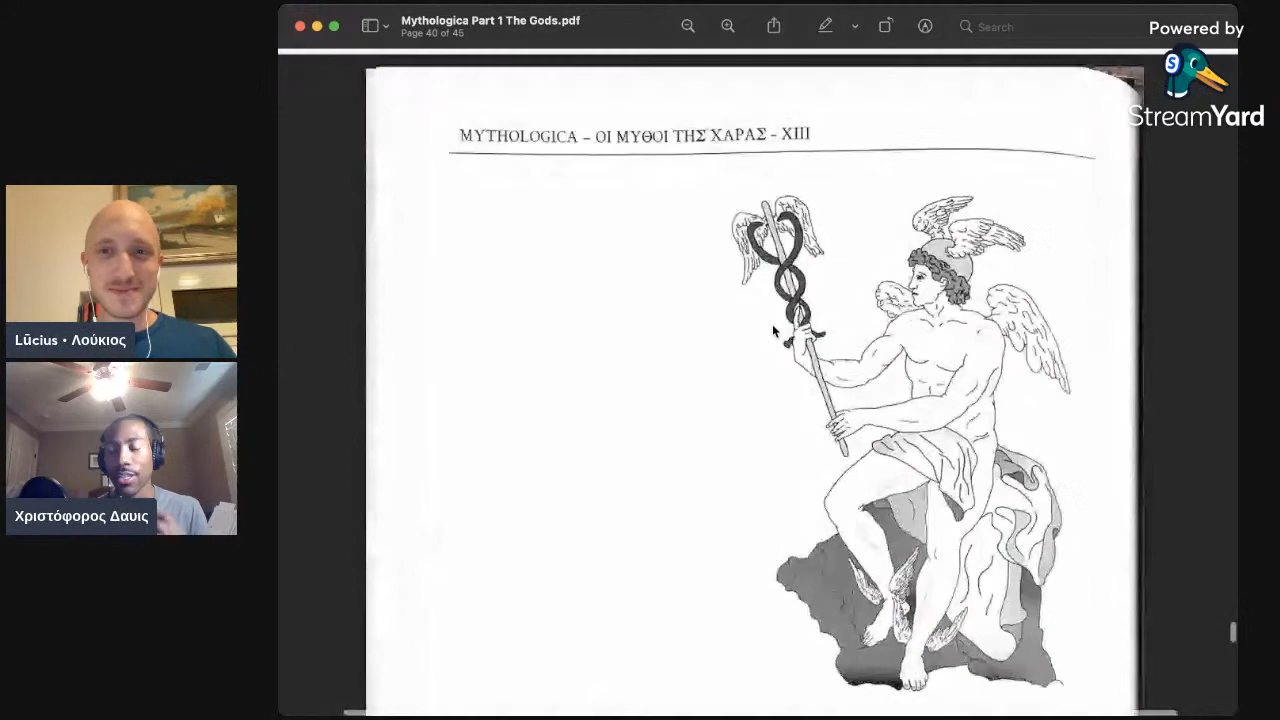 Mythologica Part 1 The Gods.pdf
Page 40 of 45
Search
Powered by
S
StreamYard
MYTHOLOGICA – ΟΙ ΜΥΘΟΙ ΤΗΣ ΧΑΡΑΣ - XIII
Lūcius • Λούκιος
Χριστόφορος Δαυις